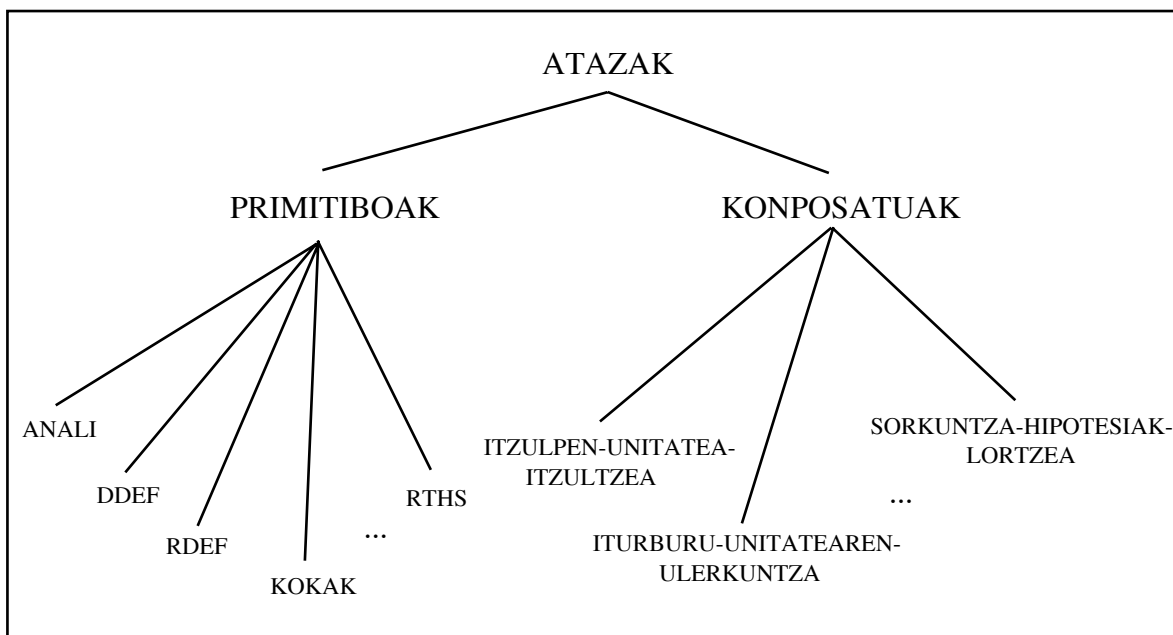 ATAZAK
PRIMITIBOAK
KONPOSATUAK
ANALI
DDEF
RDEF
KOKAK
...
RTHS
ITZULPEN-UNITATEA-
ITZULTZEA
ITURBURU-UNITATEAREN-
ULERKUNTZA
...
SORKUNTZA-HIPOTESIAK-
LORTZEA